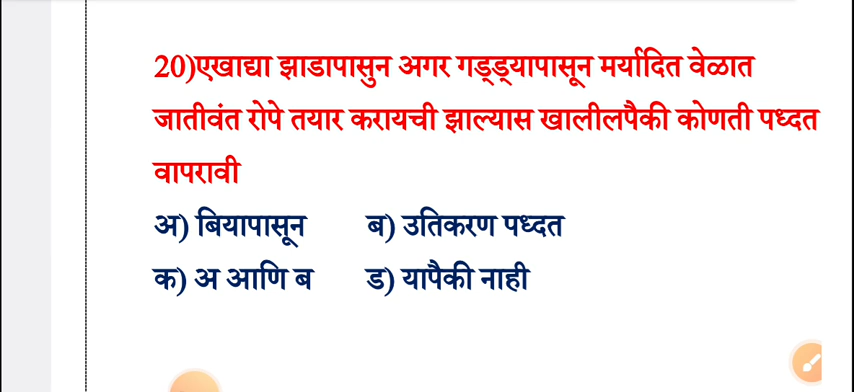 20)एखाद्या झाडापासुन अगर गड्ड्यापासून मर्यादित वेळात
जातीवंत रोपे तयार करायची झाल्यास खालीलपैकी कोणती पध्दत
वापरावी
अ) बियापासून ब) उतिकरण पध्दत
क) अ आणि ब ड) यापैकी नाही